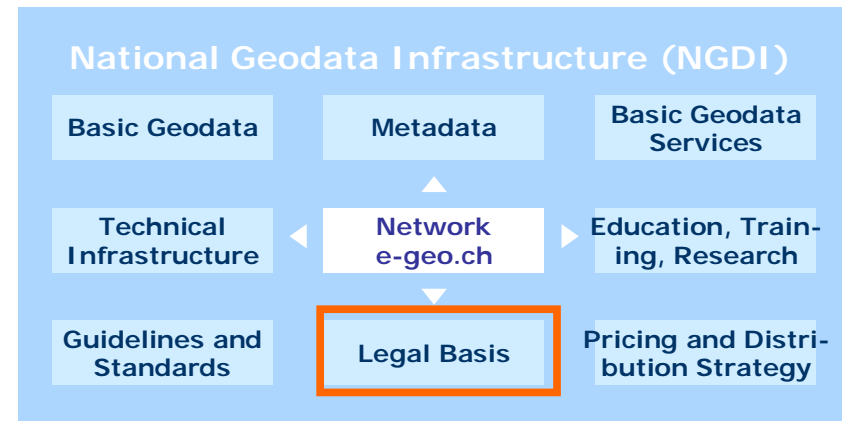 National Geodata Infrastructure (NGDI)
Basic Geodata
Metadata
Basic Geodata
Services
Technical
Infrastructure
Network
e-geo.ch
Education, Train-
ing, Research
Guidelines and
Standards
Legal Basis
Pricing and Distri-
bution Strategy